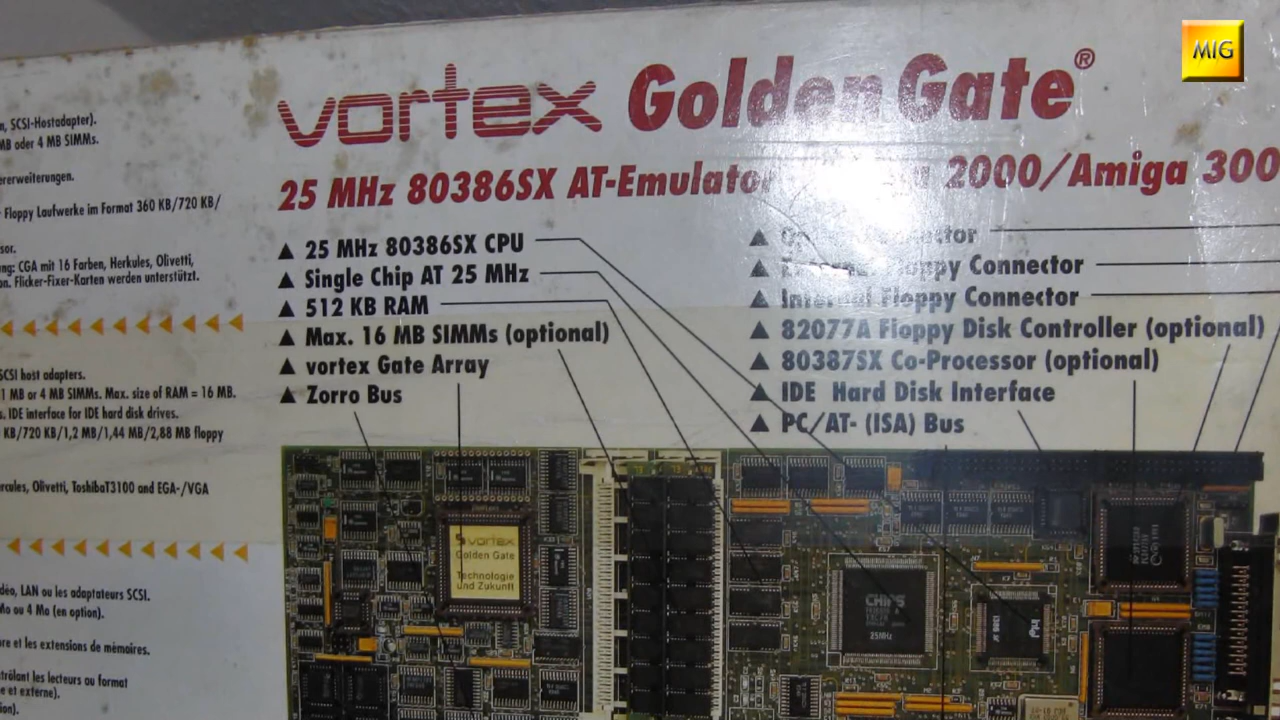 MIG
vortex GoldenGate®
25 MHz 80386SX AT-Emulator 2000/Amiga 300
▲ 25 MHz 80386SX CPU
▲ Single Chip AT 25 MHz
▲ 512 KB RAM
▲ Max. 16 MB SIMMs (optional)
▲ vortex Gate Array
▲ Zorro Bus
▲ Connector
▲ External Floppy Connector
▲ Internal Floppy Connector
▲ 82077A Floppy Disk Controller (optional)
▲ 80387SX Co-Processor (optional)
▲ IDE Hard Disk Interface
▲ PC/AT- (ISA) Bus
n, SCSI-Hostadapter).
MB oder 4 MB SIMMs.
ererweiterungen.
Floppy Laufwerke im Format 360 KB/720 KB/
sor.
ng: CGA mit 16 Farben, Herkules, Olivetti,
on. Flicker-Fixer-Karten werden unterstützt.
SCSI host adapters.
1 MB or 4 MB SIMMs. Max. size of RAM = 16 MB.
s. IDE interface for IDE hard disk drives.
KB/720 KB/1,2 MB/1,44 MB/2,88 MB floppy
rcules, Olivetti, ToshibaT3100 and EGA-/VGA
déo, LAN ou les adaptateurs SCSI.
Mo ou 4 Mo (en option).
re et les extensions de mémoires.
trôlant les lecteurs au format
e et externe),
ion).
vortex
Golden Gate
Technologie
und Zukunft
CHIPS
25MHz